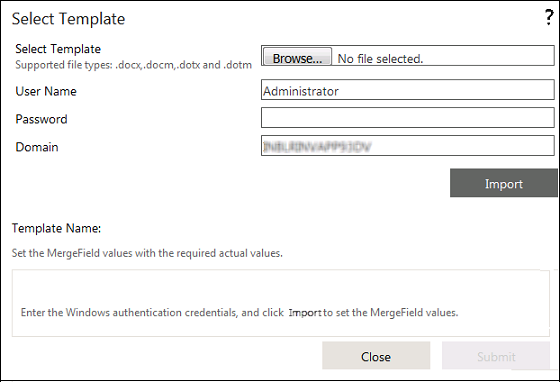 Select Template ?
Select Template
Supported file types: .docx,.docm,.dotx and .dotm
Browse... No file selected.
User Name Administrator
Password
Domain
Import
Template Name:
Set the MergeField values with the required actual values.
Enter the Windows authentication credentials, and click Import to set the MergeField values.
Close Submit